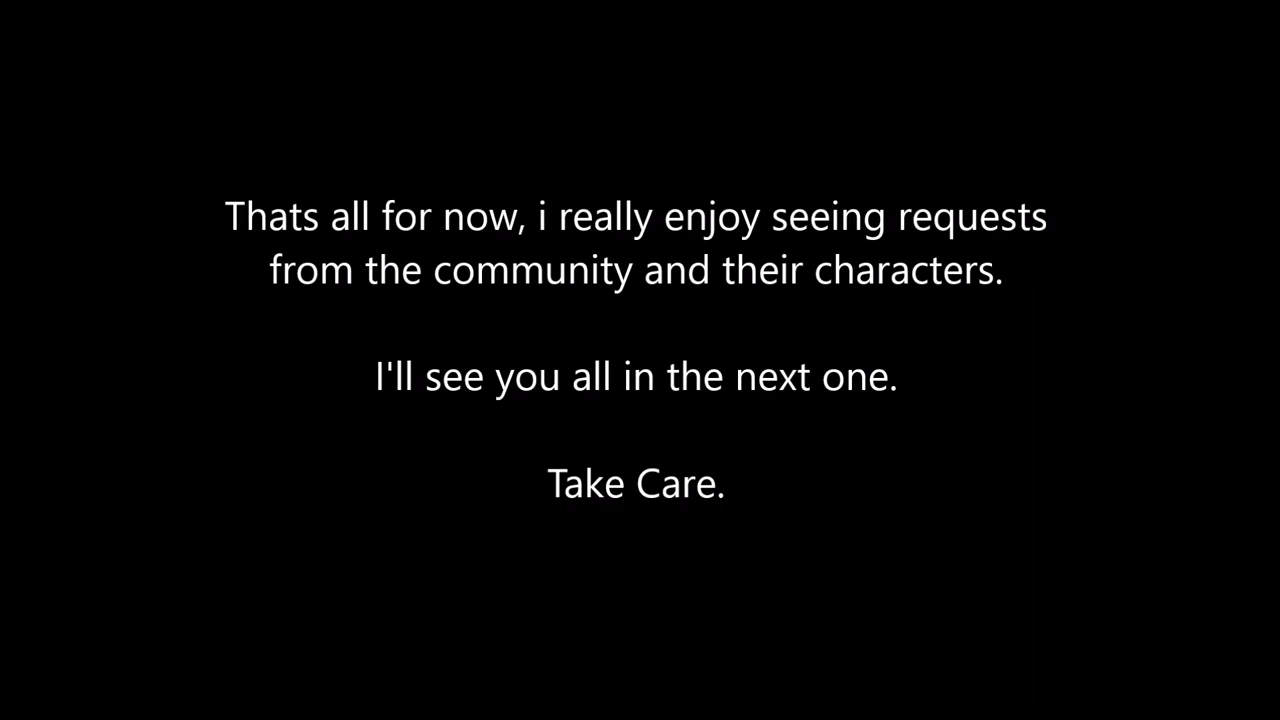 Thats all for now, i really enjoy seeing requests
from the community and their characters.
I'll see you all in the next one.
Take Care.